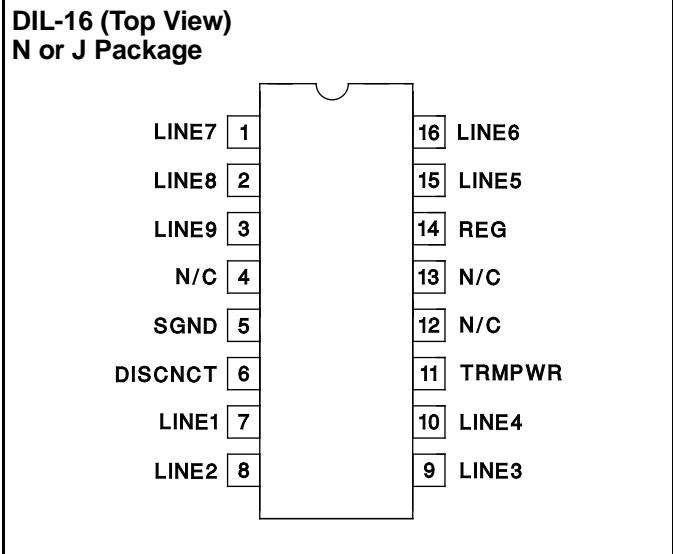 DIL-16 (Top View)
N or J Package
LINE7 1 16 LINE6
LINE8 2 15 LINE5
LINE9 3 14 REG
N/C 4 13 N/C
SGND 5 12 N/C
DISCNCT 6 11 TRMPWR
LINE1 7 10 LINE4
LINE2 8 9 LINE3